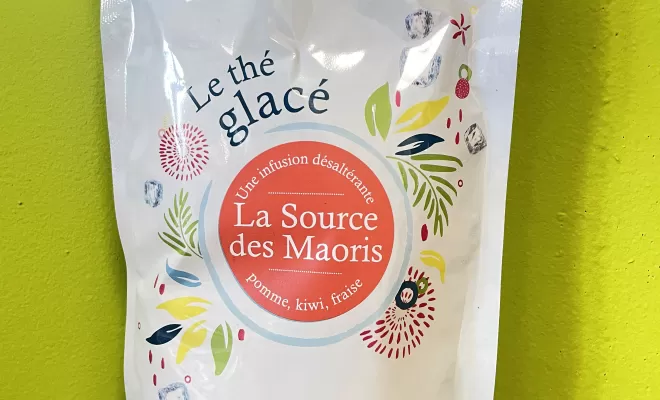 Le thé
glacé
Une infusion désaltérante
La Source
des Maoris
pomme, kiwi, fraise